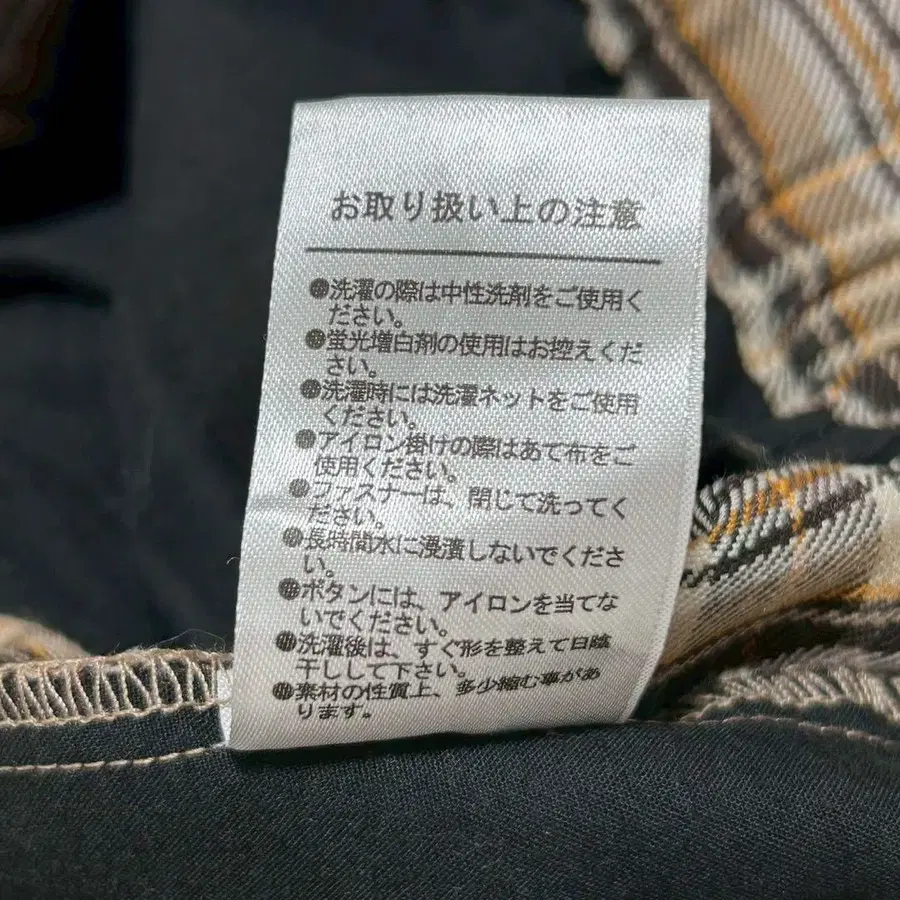 お取り扱い上の注意
●洗濯の際は中性洗剤をご使用く
ださい。
●蛍光増白剤の使用はお控えくだ
さい。
●洗濯時には洗濯ネットをご使用
ください。
●アイロン掛けの際はあて布をご
使用ください。
●ファスナーは、閉じて洗ってく
ださい。
●長時間水に浸漬しないでくださ
い。
●ボタンには、アイロンを当てな
いでください。
●洗濯後は、すぐ形を整えて日陰
干しして下さい。
●素材の性質上、多少縮む事があ
ります。